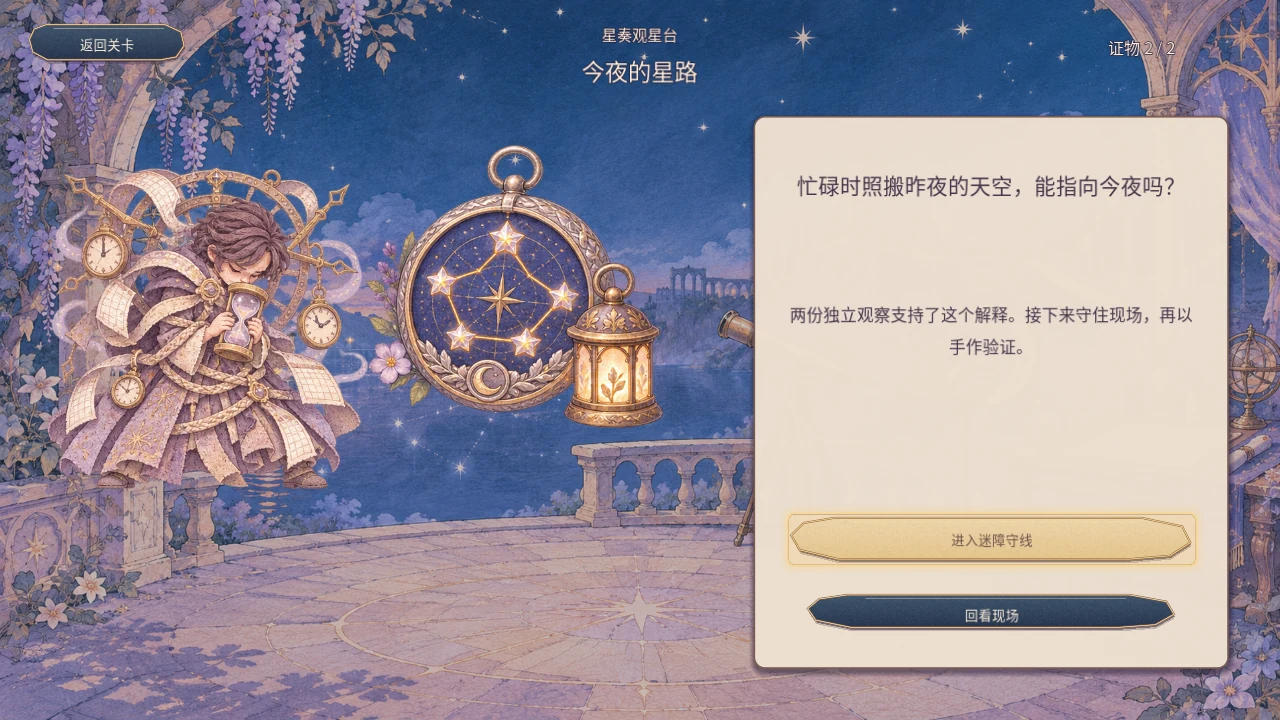 返回关卡
星奏观星台
今夜的星路
证物 2 / 2
忙碌时照搬昨夜的天空，能指向今夜吗？
两份独立观察支持了这个解释。接下来守住现场，再以
手作验证。
进入迷障守线
回看现场